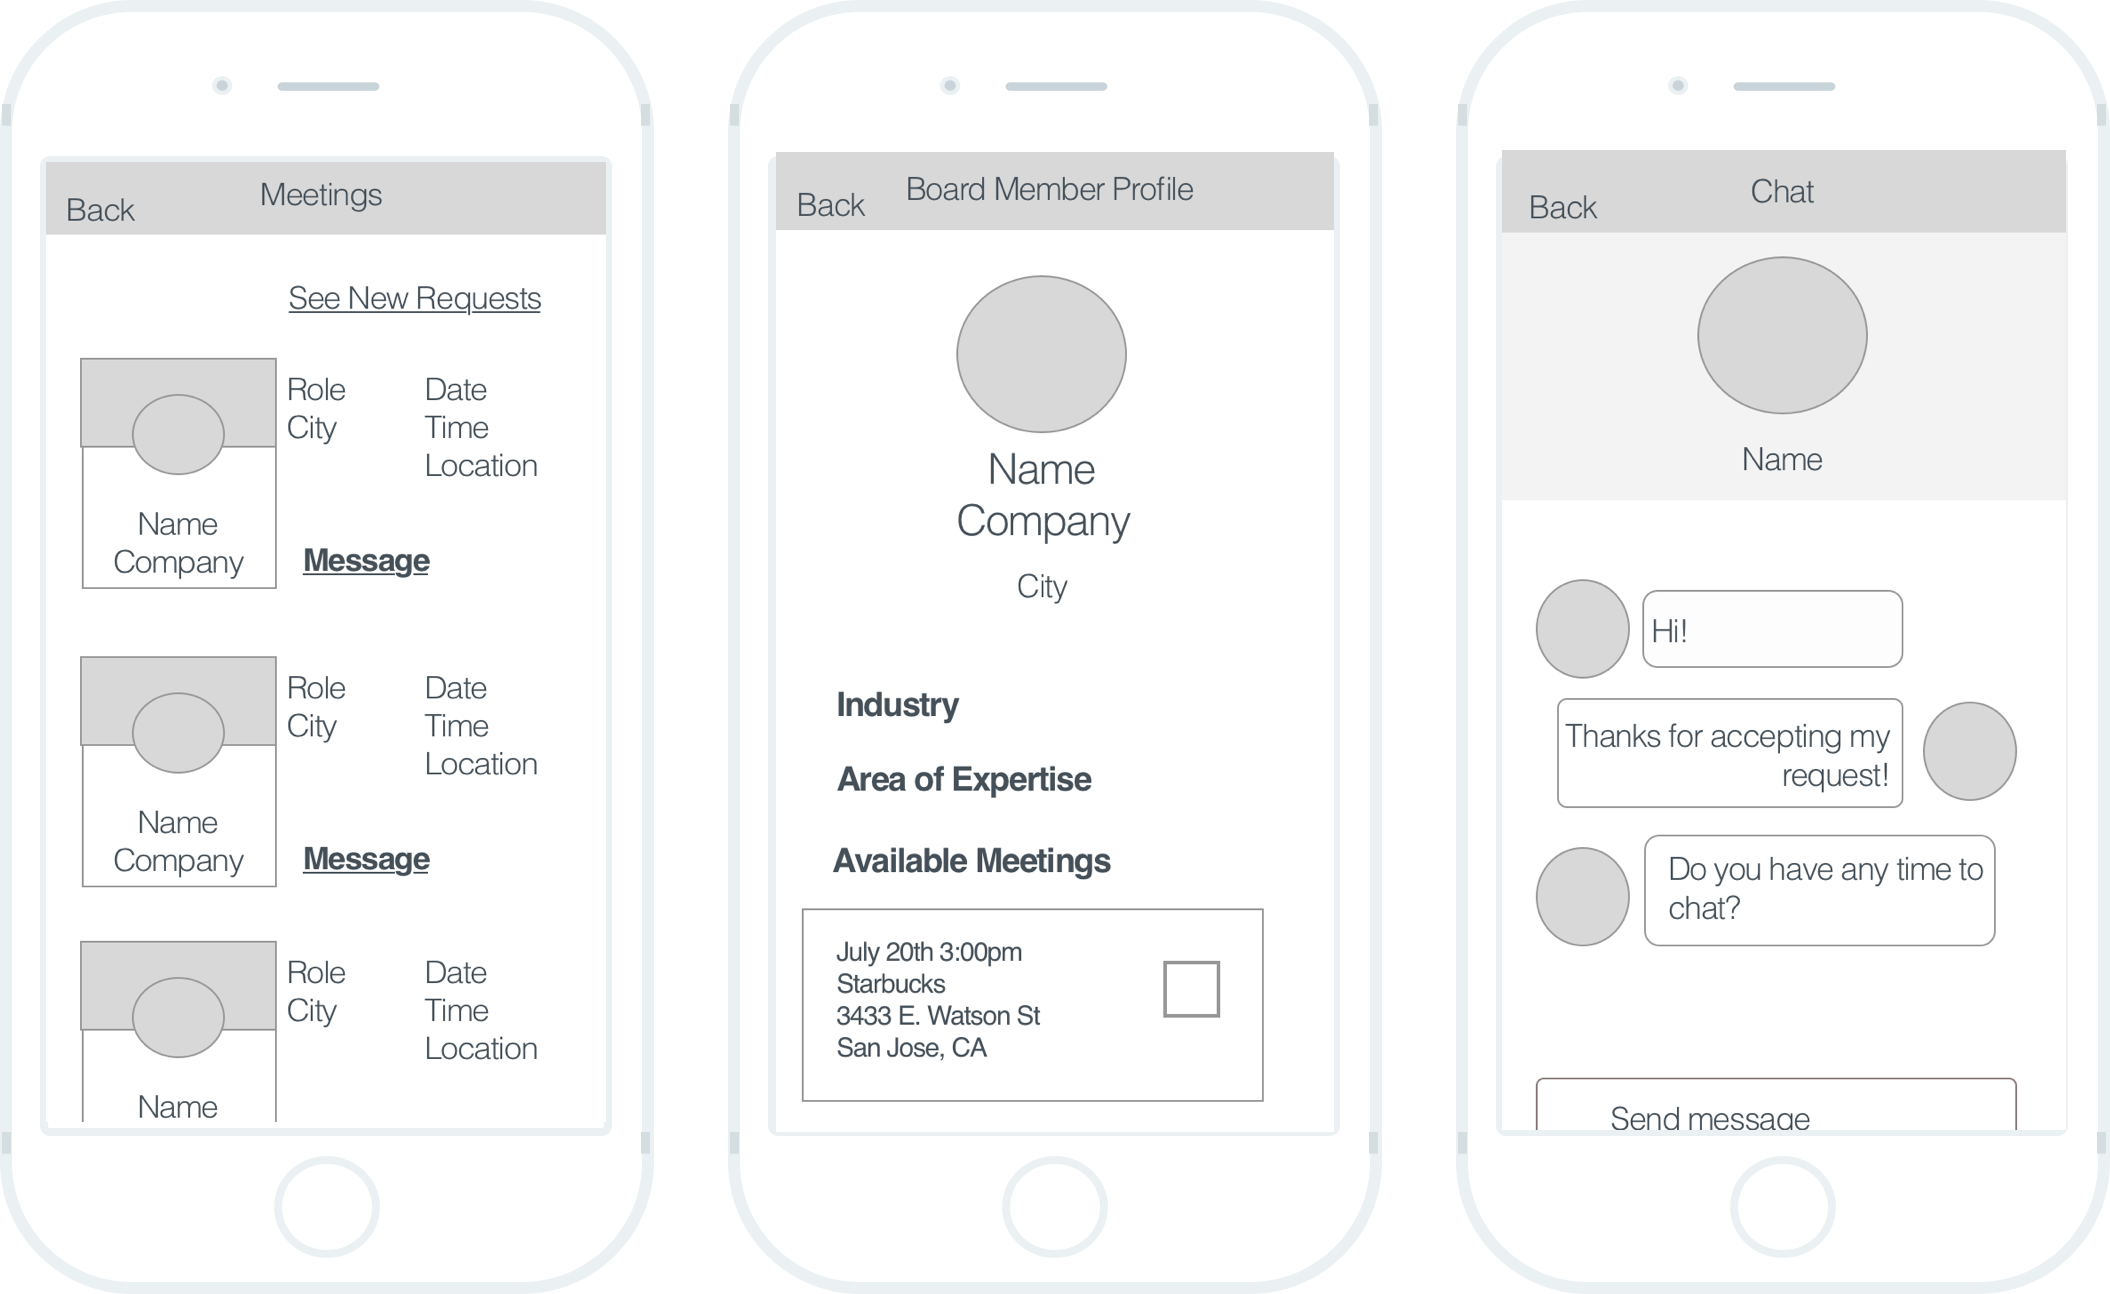 Meetings
Back
See New Requests
Role
City
Date
Time
Location
Name
Company
Message
Role
City
Date
Time
Location
Name
Company
Message
Role
City
Date
Time
Location
Name
Board Member Profile
Back
Name
Company
City
Industry
Area of Expertise
Available Meetings
July 20th 3:00pm
Starbucks
3433 E. Watson St
San Jose, CA
Chat
Back
Name
Hi!
Thanks for accepting my
request!
Do you have any time to
chat?
Send message